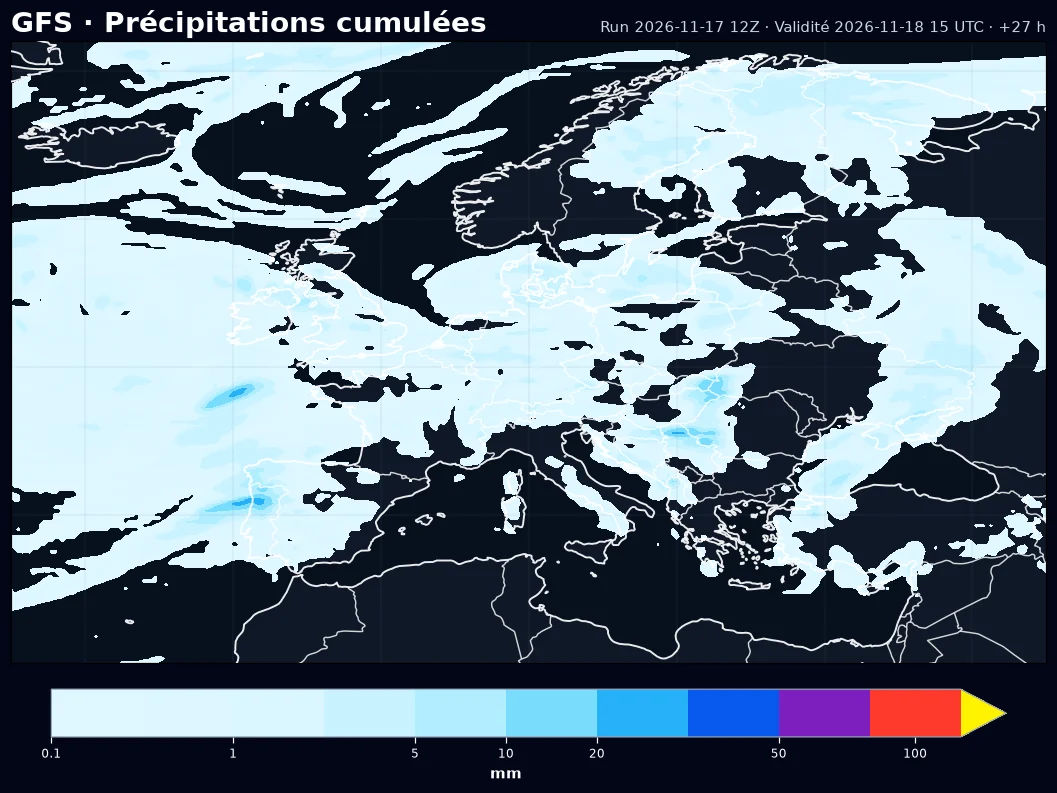 GFS · Précipitations cumulées
Run 2026-11-17 12Z · Validité 2026-11-18 15 UTC · +27 h
0.1 1 5 10 20 50 100
mm